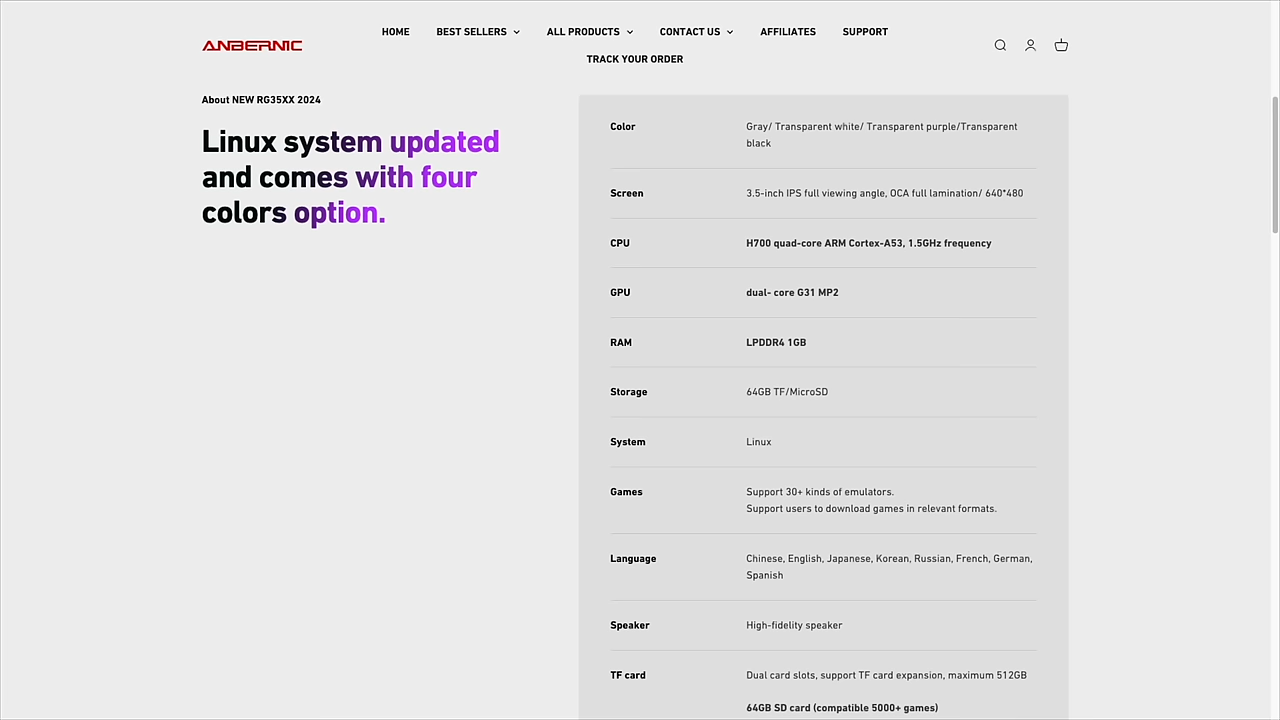 HOME BEST SELLERS ALL PRODUCTS CONTACT US AFFILIATES SUPPORT
ANBERNIC
TRACK YOUR ORDER
About NEW RG35XX 2024
Linux system updated
and comes with four
colors option.
Color Gray/ Transparent white/ Transparent purple/Transparent
black
Screen 3.5-inch IPS full viewing angle, OCA full lamination/ 640*480
CPU H700 quad-core ARM Cortex-A53, 1.5GHz frequency
GPU dual- core G31 MP2
RAM LPDDR4 1GB
Storage 64GB TF/MicroSD
System Linux
Games Support 30+ kinds of emulators.
Support users to download games in relevant formats.
Language Chinese, English, Japanese, Korean, Russian, French, German,
Spanish
Speaker High-fidelity speaker
TF card Dual card slots, support TF card expansion, maximum 512GB
64GB SD card (compatible 5000+ games)